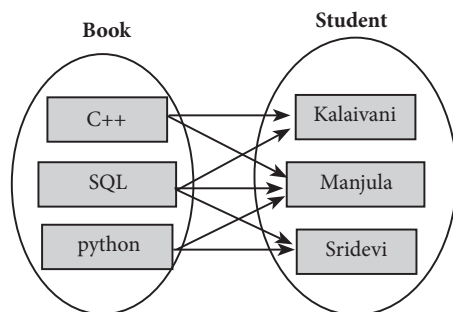 Book
Student
C++
Kalaivani
SQL
Manjula
python
Sridevi